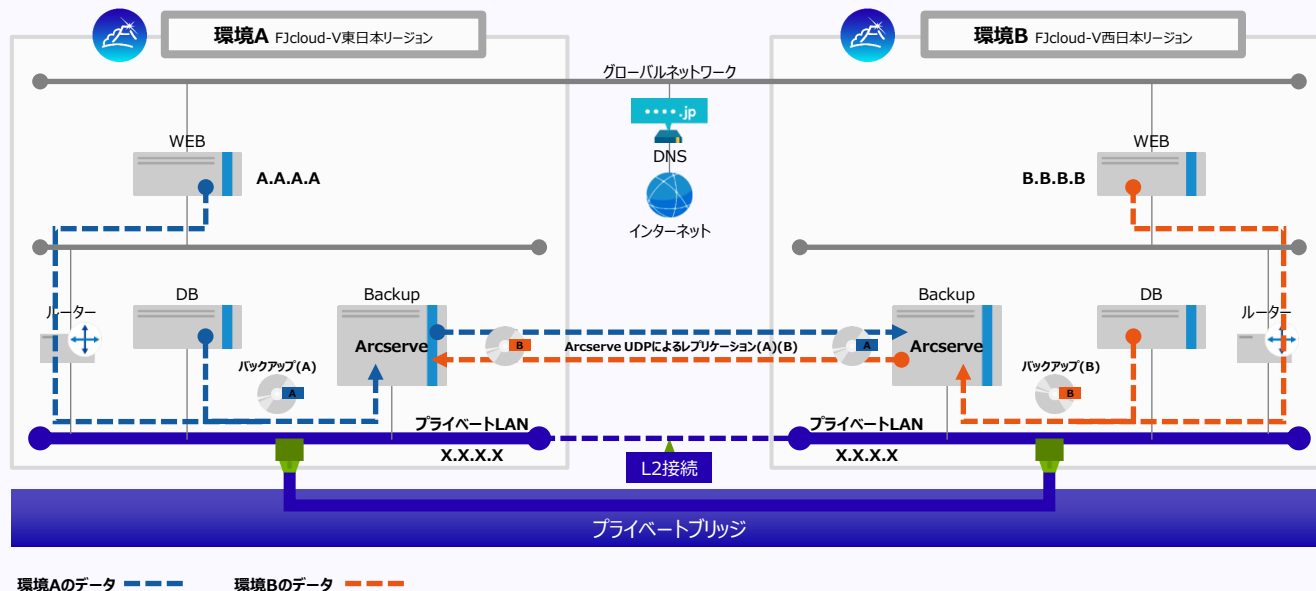 環境A FJcloud-V東日本リージョン
環境B FJcloud-V西日本リージョン
グローバルネットワーク
••••.jp
DNS
インターネット
WEB
A.A.A.A
WEB
B.B.B.B
ルーター
DB
Backup
Arcserve
バックアップ(A)
A
B
Arcserve UDPによるレプリケーション(A)(B)
A
Backup
Arcserve
DB
ルーター
バックアップ(B)
B
プライベートLAN
X.X.X.X
L2接続
プライベートLAN
X.X.X.X
プライベートブリッジ
環境Aのデータ
環境Bのデータ